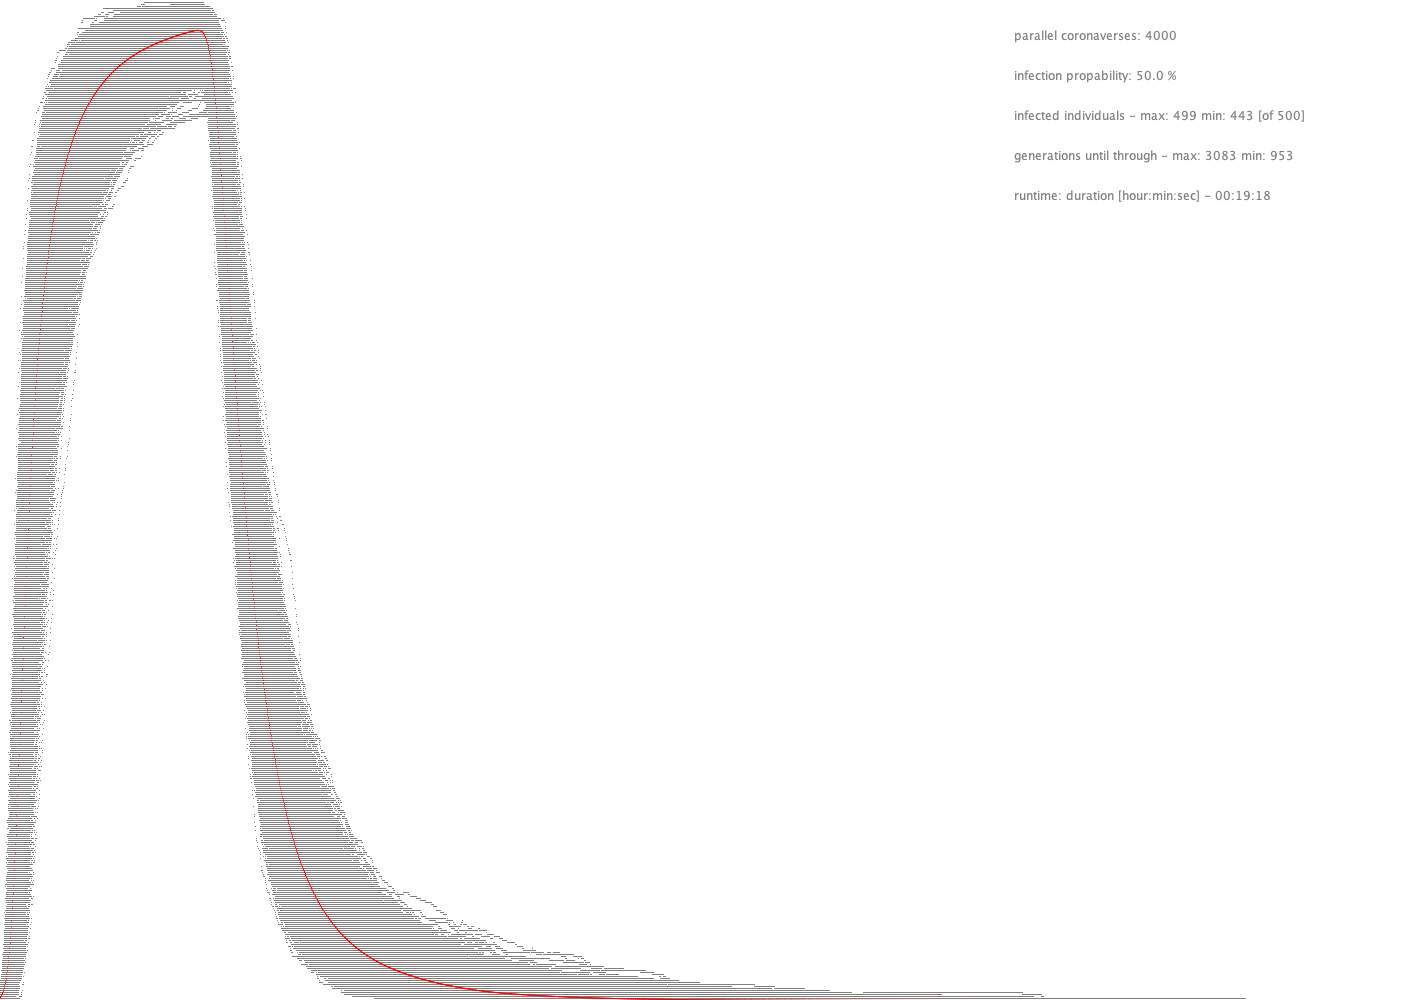 parallel coronaverses: 4000
infection propability: 50.0 %
infected individuals – max: 499 min: 443 [of 500]
generations until through – max: 3083 min: 953
runtime: duration [hour:min:sec] – 00:19:18